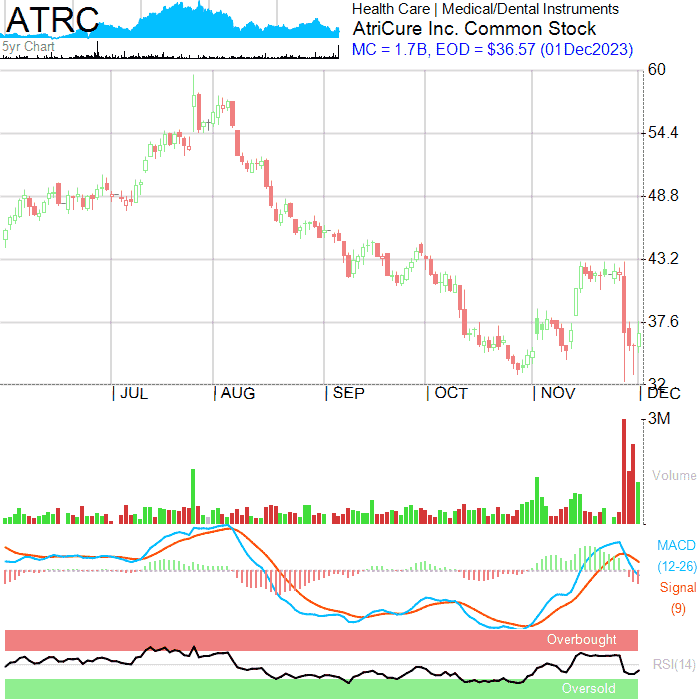 ATRC
5yr Chart
Health Care | Medical/Dental Instruments
AtriCure Inc. Common Stock
MC = 1.7B, EOD = $36.57 (01Dec2023)
60
54.4
48.8
43.2
37.6
32
| JUL | AUG | SEP | OCT | NOV | DEC
3M
Volume
MACD
(12-26)
Signal
(9)
Overbought
RSI(14)
Oversold